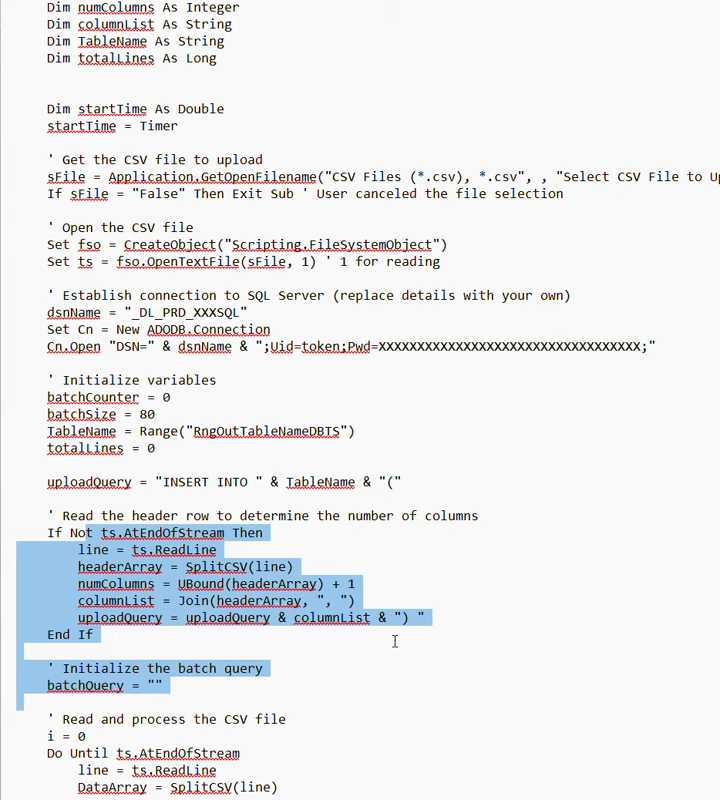 Dim numColumns As Integer
Dim columnList As String
Dim TableName As String
Dim totalLines As Long
Dim startTime As Double
startTime = Timer
' Get the CSV file to upload
sFile = Application.GetOpenFilename("CSV Files (*.csv), *.csv", , "Select CSV File to Up
If sFile = "False" Then Exit Sub ' User canceled the file selection
' Open the CSV file
Set fso = CreateObject("Scripting.FileSystemObject")
Set ts = fso.OpenTextFile(sFile, 1) ' 1 for reading
' Establish connection to SQL Server (replace details with your own)
dsnName = "_DL_PRD_XXXSQL"
Set Cn = New ADODB.Connection
Cn.Open "DSN=" & dsnName & ";Uid=token;Pwd=XXXXXXXXXXXXXXXXXXXXXXXXXXXXXXXXXX;"
' Initialize variables
batchCounter = 0
batchSize = 80
TableName = Range("RngOutTableNameDBTS")
totalLines = 0
uploadQuery = "INSERT INTO " & TableName & "("
' Read the header row to determine the number of columns
If Not ts.AtEndOfStream Then
line = ts.ReadLine
headerArray = SplitCSV(line)
numColumns = UBound(headerArray) + 1
columnList = Join(headerArray, ", ")
uploadQuery = uploadQuery & columnList & ") "
End If
' Initialize the batch query
batchQuery = ""
' Read and process the CSV file
i = 0
Do Until ts.AtEndOfStream
line = ts.ReadLine
DataArray = SplitCSV(line)